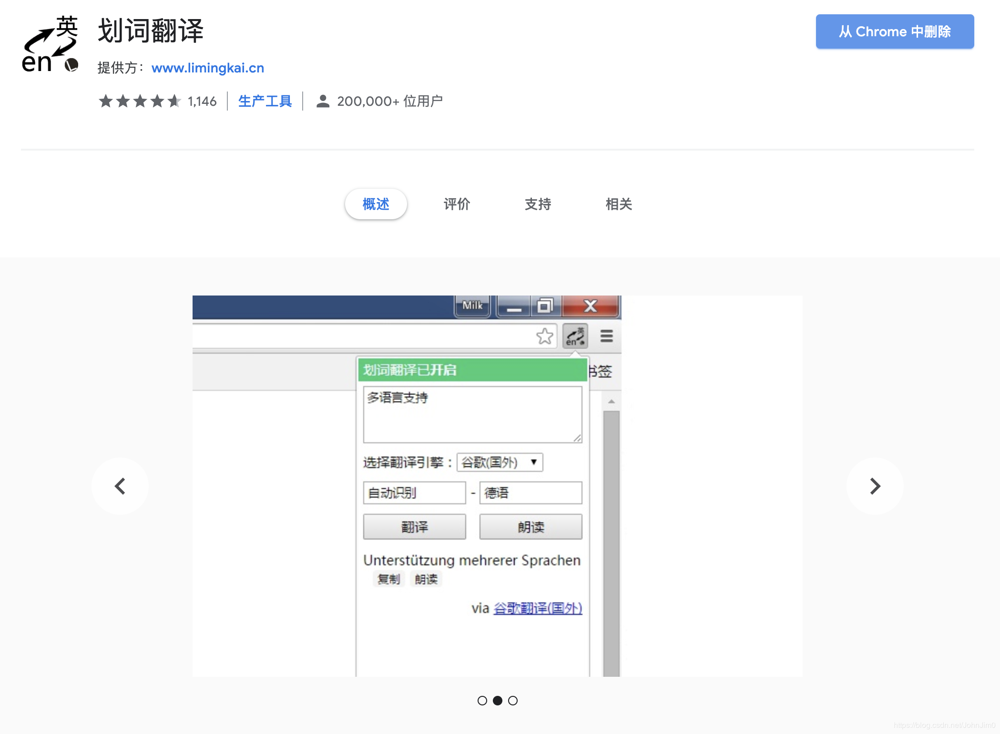 英
en
划词翻译
从 Chrome 中删除
提供方： www.limingkai.cn
1,146
生产工具
200,000+ 位用户
概述
评价
支持
相关
Milk
英
en
划词翻译已开启
书签
多语言支持
选择翻译引擎： 谷歌(国外)
自动识别 - 德语
翻译
朗读
Unterstützung mehrerer Sprachen
复制 朗读
via 谷歌翻译(国外)
https://blog.csdn.net/JohnJim0